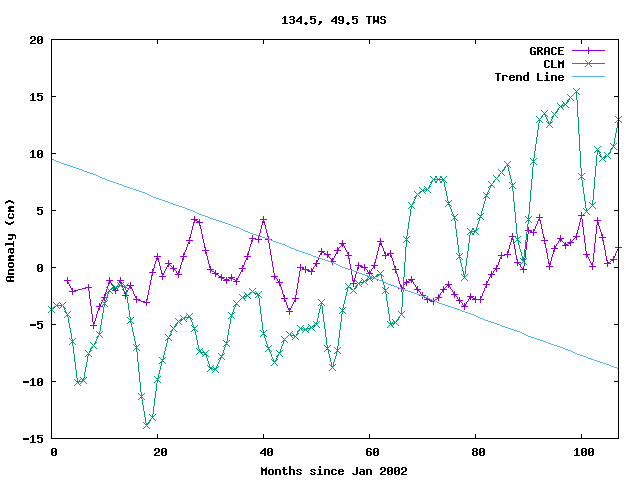 134.5, 49.5 TWS
GRACE
CLM
Trend Line
20
15
10
5
0
-5
-10
-15
Anomaly (cm)
0 20 40 60 80 100
Months since Jan 2002